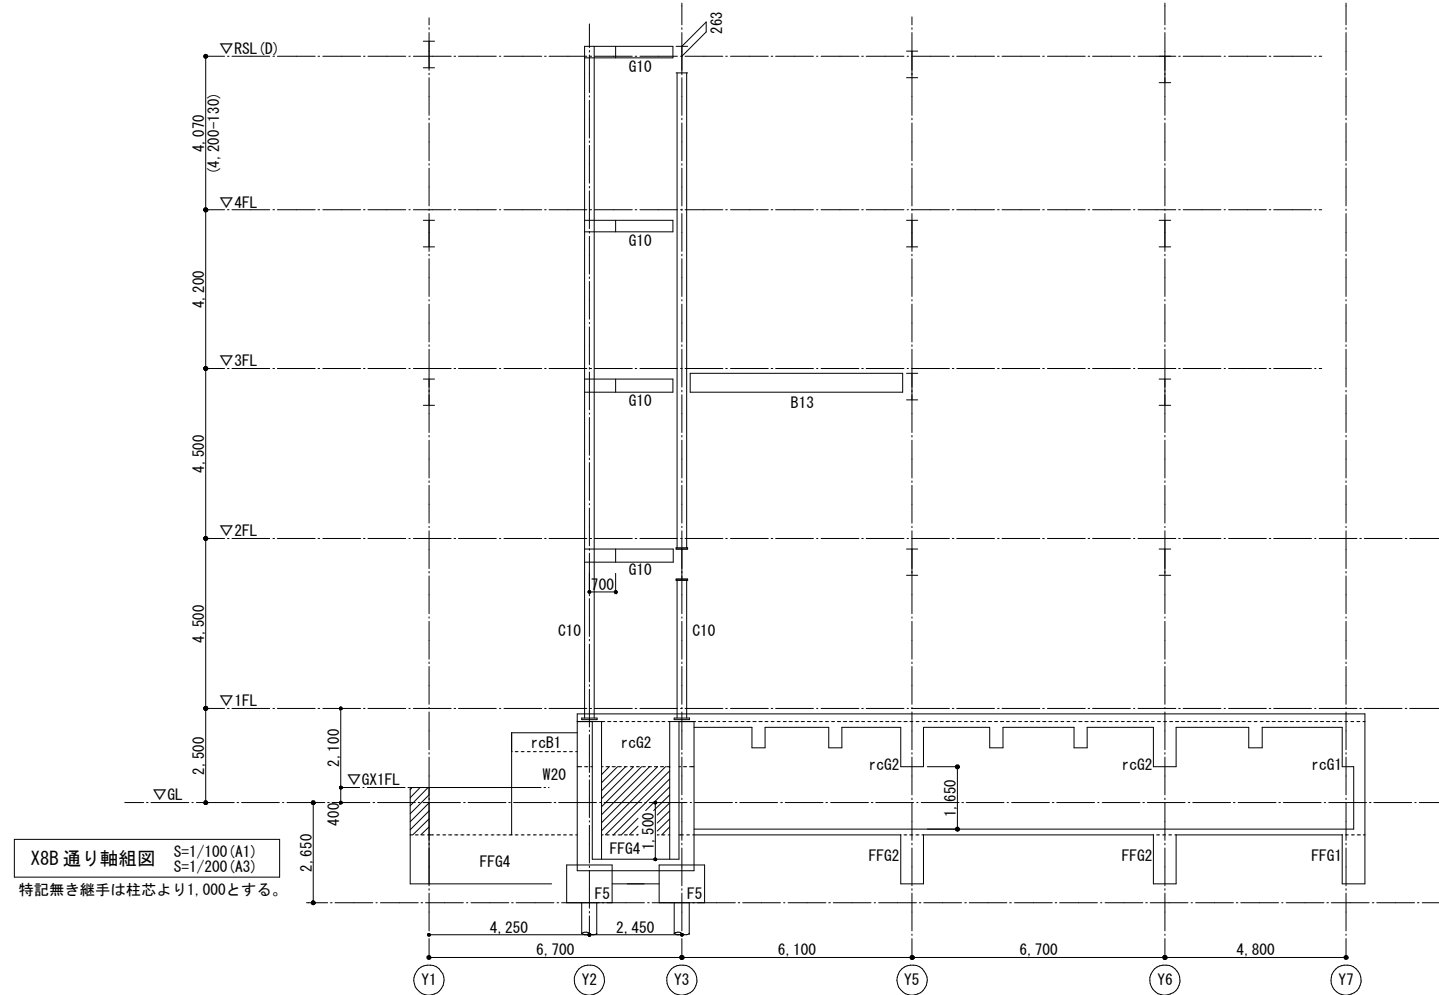 263
▽RSL(D)
G10
4,070
(4,200-130)
▽4FL
G10
4,200
▽3FL
G10
B13
4,500
▽2FL
G10
700
4,500
C10
C10
▽1FL
2,500
2,100
rcB1
rcG2
rcG2
rcG2
rcG1
W20
▽GX1FL
1,650
▽GL
400
1,500
2,650
FFG4
FFG4
FFG2
FFG2
FFG1
X8B 通り軸組図
S=1/100(A1)
S=1/200(A3)
特記無き継手は柱芯より1,000とする。
F5
F5
4,250
2,450
6,700
6,100
6,700
4,800
Y1
Y2
Y3
Y5
Y6
Y7